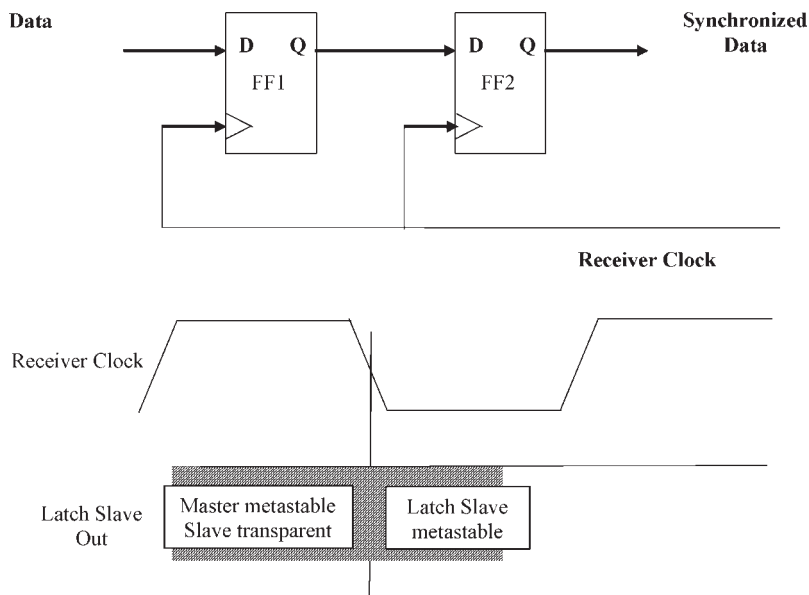 Data
Synchronized
Data
D Q
FF1
D Q
FF2
Receiver Clock
Receiver Clock
Latch Slave
Out
Master metastable
Slave transparent
Latch Slave
metastable